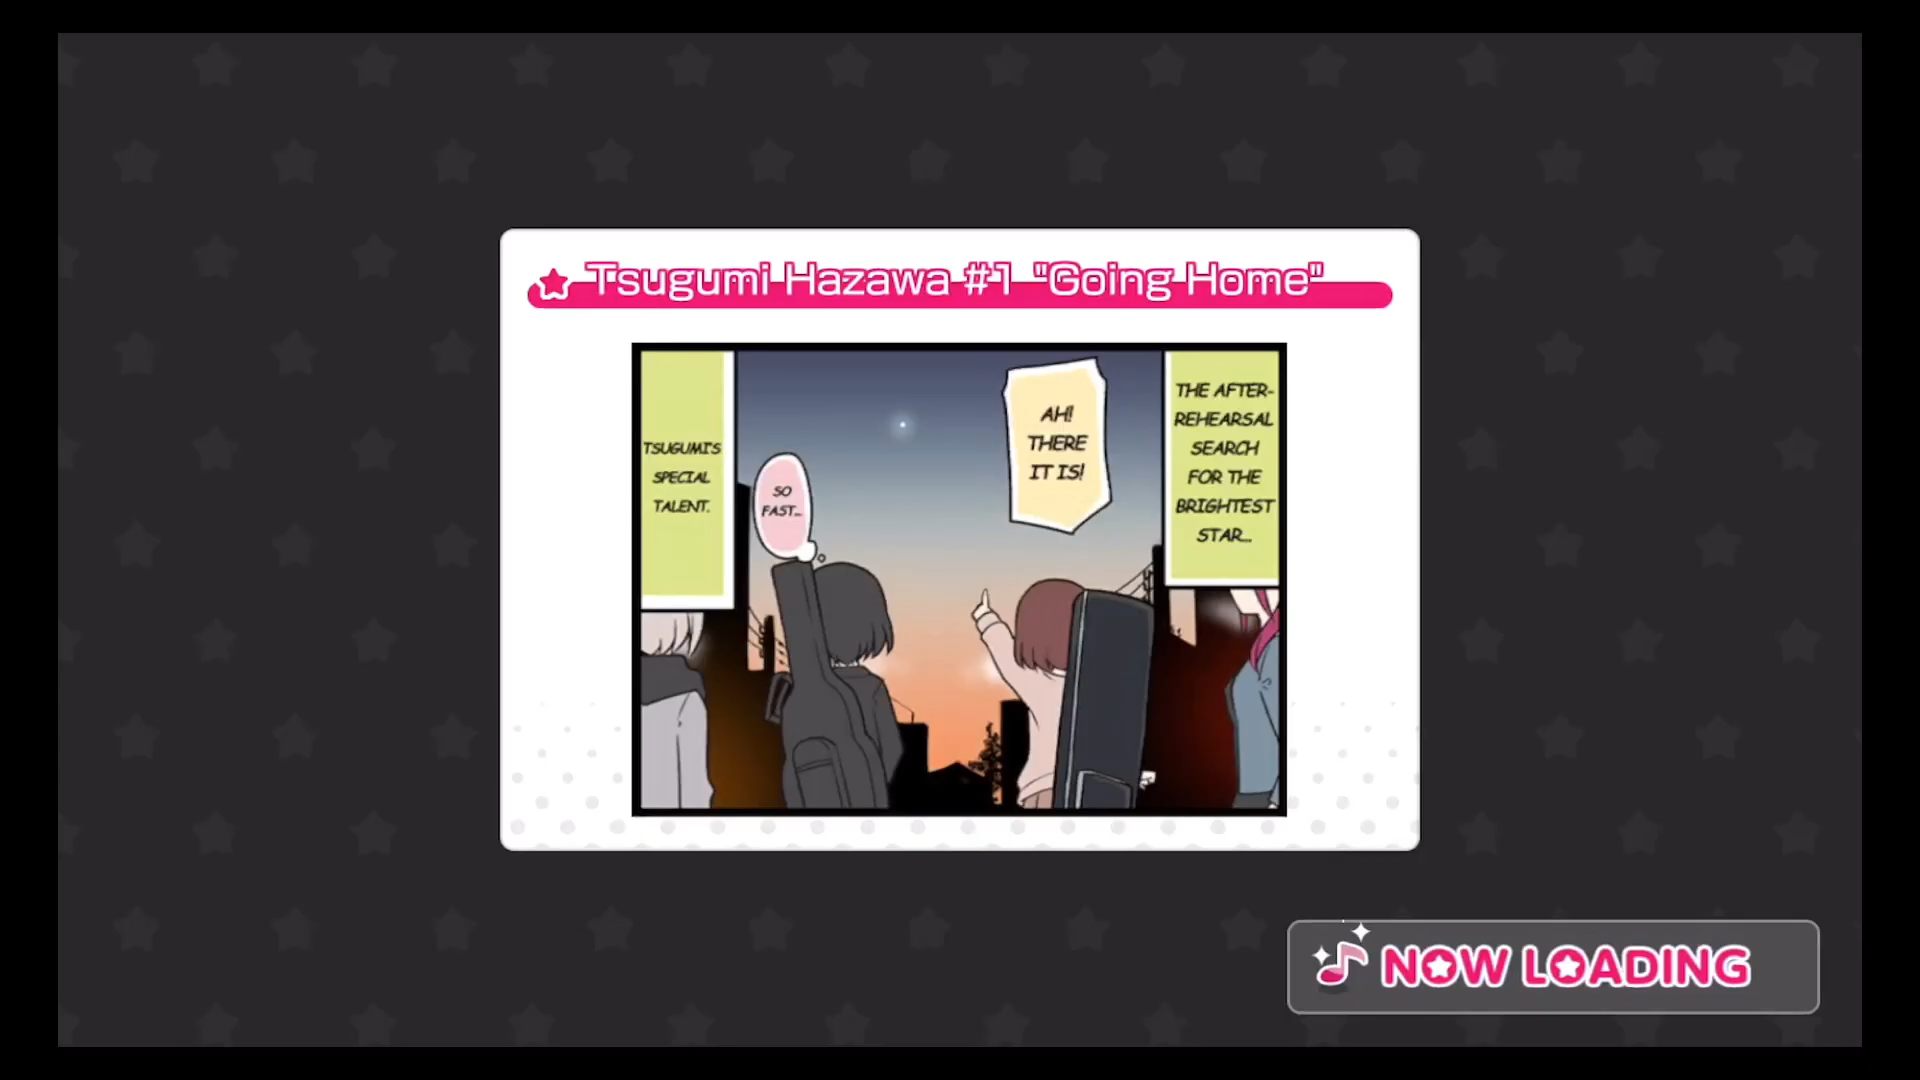 Tsugumi Hazawa #1 "Going Home"
THE AFTER-
REHEARSAL
SEARCH
FOR THE
BRIGHTEST
STAR...
AH!
THERE
IT IS!
SO
FAST...
TSUGUMI'S
SPECIAL
TALENT.
NOW LOADING